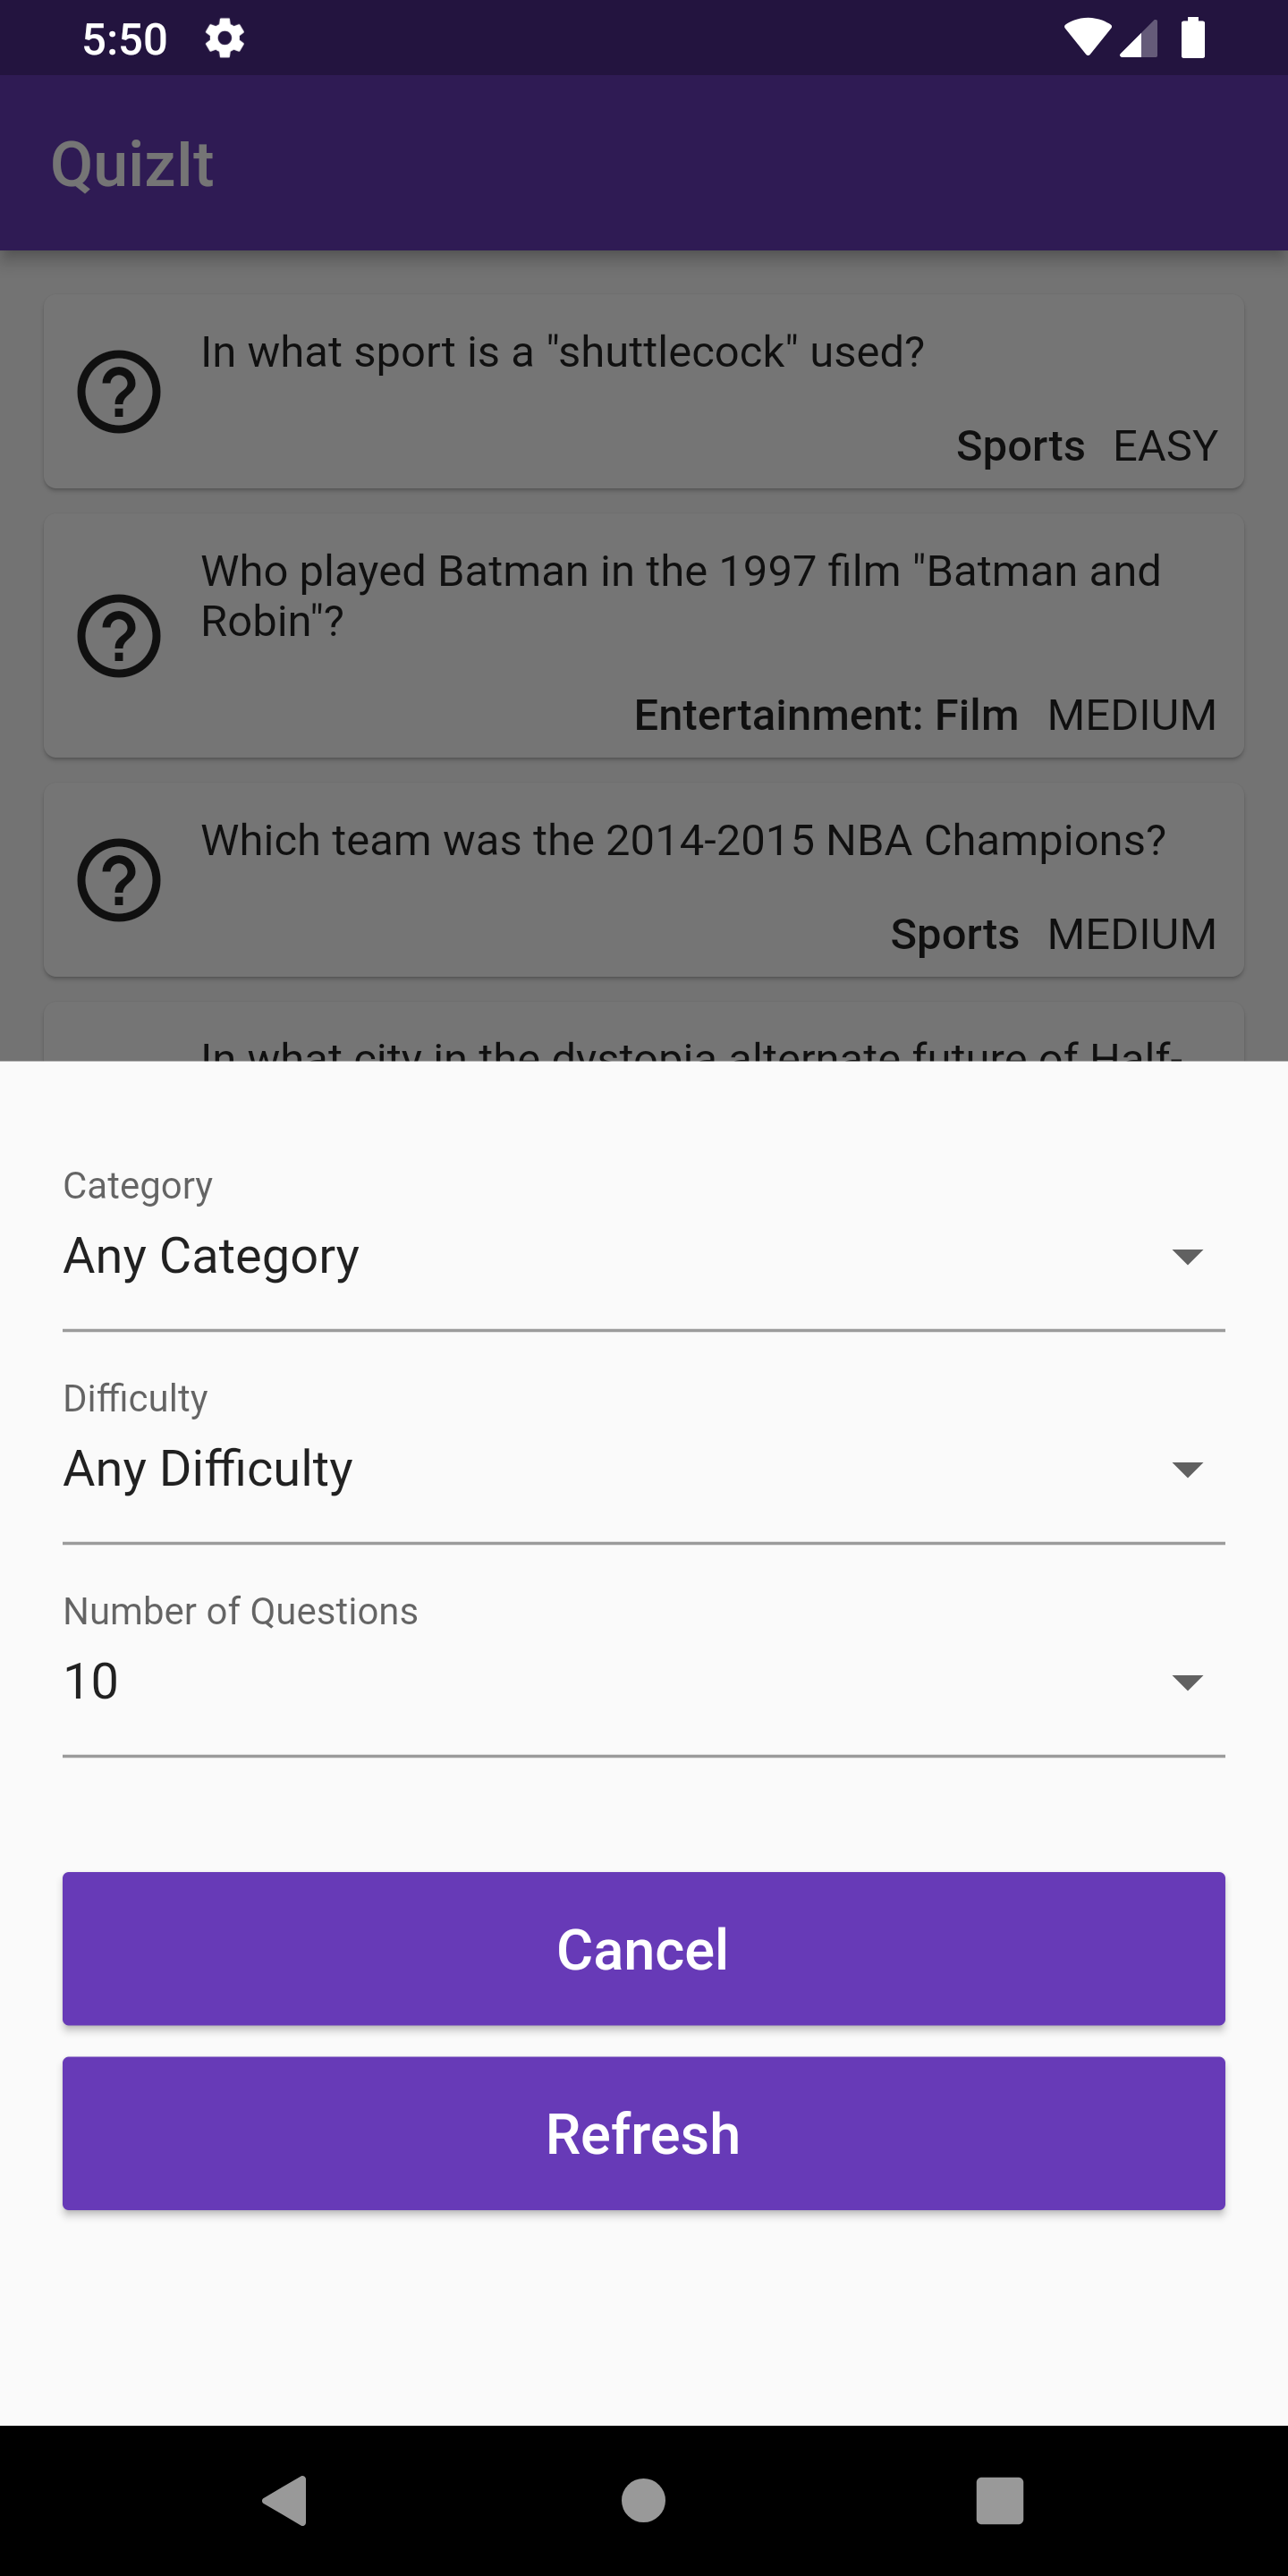 5:50
QuizIt
In what sport is a "shuttlecock" used?
Sports EASY
Who played Batman in the 1997 film "Batman and
Robin"?
Entertainment: Film MEDIUM
Which team was the 2014-2015 NBA Champions?
Sports MEDIUM
In what city in the dystopia alternate future of Half-
Category
Any Category
Difficulty
Any Difficulty
Number of Questions
10
Cancel
Refresh